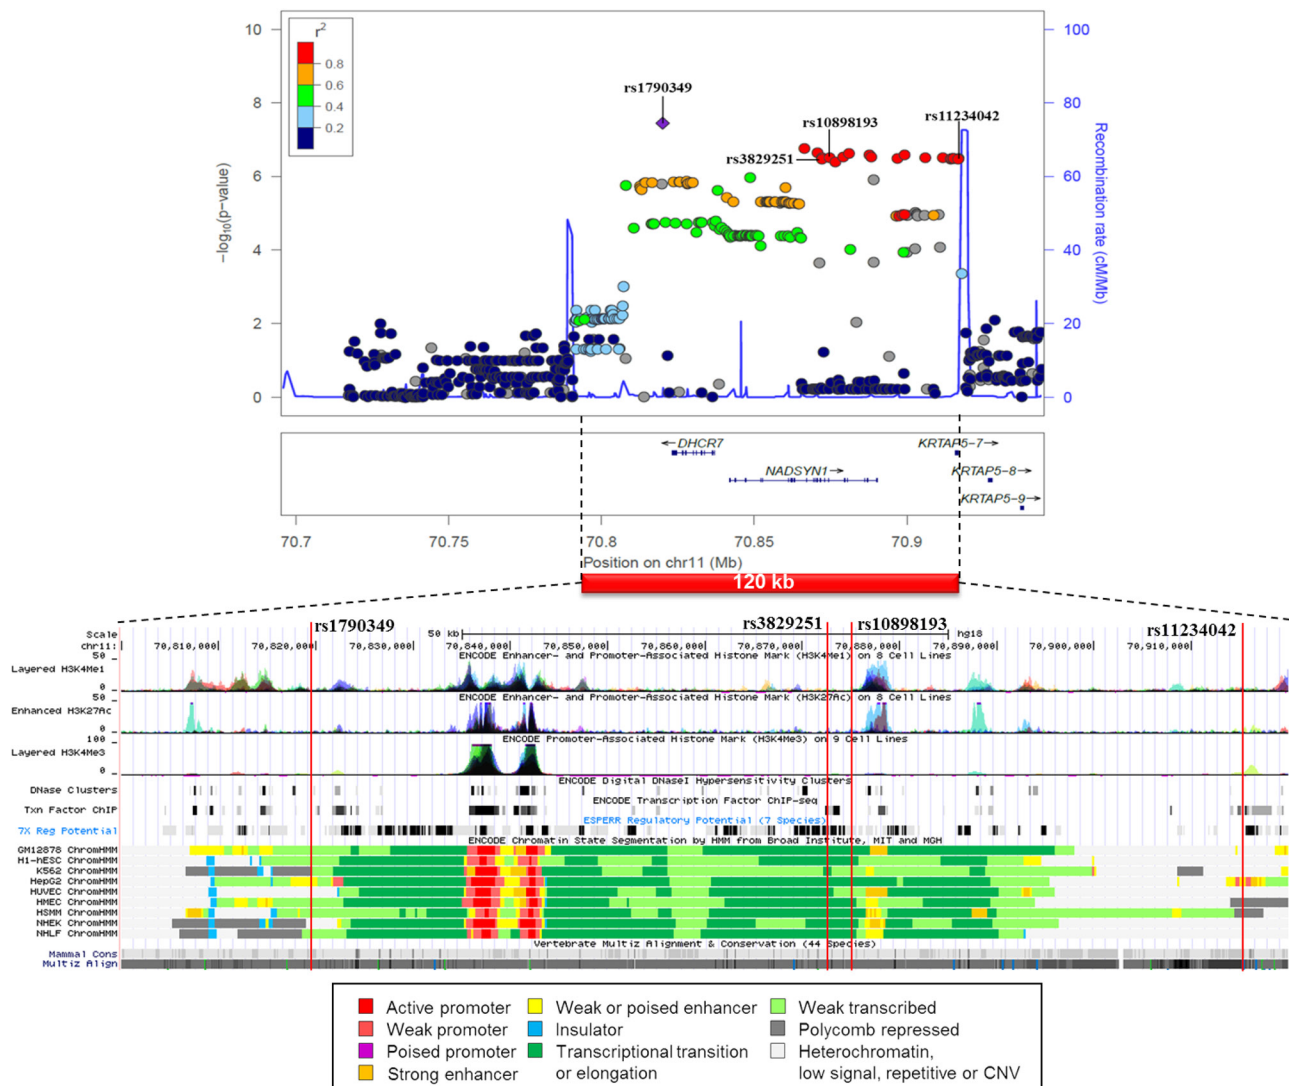 r2
0.8
0.6
0.4
0.2
10
8
6
4
2
0
−log10(p−value)
100
80
60
40
20
0
Recombination rate (cM/Mb)
rs1790349
rs10898193
rs11234042
rs3829251
DHCR7
KRTAP5−7
NADSYN1
KRTAP5−8
KRTAP5−9
70.7 70.75 70.8 70.85 70.9
Position on chr11 (Mb)
120 kb
rs1790349 rs3829251 rs10898193 rs11234042
Scale 50 kb hg18
chr11: 70,810,000 70,820,000 70,830,000 70,840,000 70,850,000 70,860,000 70,870,000 70,880,000 70,890,000 70,900,000 70,910,000
ENCODE Enhancer- and Promoter-Associated Histone Mark (H3K4Me1) on 8 Cell Lines
50
Layered H3K4Me1
0
ENCODE Enhancer- and Promoter-Associated Histone Mark (H3K27Ac) on 8 Cell Lines
50
Enhanced H3K27Ac
0
ENCODE Promoter-Associated Histone Mark (H3K4Me3) on 9 Cell Lines
100
Layered H3K4Me3
0
ENCODE Digital DNaseI Hypersensitivity Clusters
DNase Clusters
ENCODE Transcription Factor ChIP-seq
Txn Factor ChIP
ESPERR Regulatory Potential (7 Species)
7X Reg Potential
ENCODE Chromatin State Segmentation by HMM from Broad Institute, MIT and MGH
GM12878 ChromHMM
H1-hESC ChromHMM
K562 ChromHMM
HepG2 ChromHMM
HUVEC ChromHMM
HMEC ChromHMM
HSMM ChromHMM
NHEK ChromHMM
NHLF ChromHMM
Vertebrate Multiz Alignment & Conservation (44 Species)
Mammal Cons
Multiz Align
Active promoter
Weak promoter
Poised promoter
Strong enhancer
Weak or poised enhancer
Insulator
Transcriptional transition
or elongation
Weak transcribed
Polycomb repressed
Heterochromatin,
low signal, repetitive or CNV